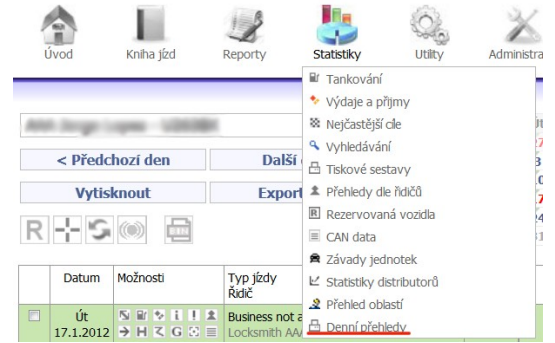 Úvod Kniha jízd Reporty Statistiky Utility Administra
Tankování
Výdaje a příjmy
Nejčastější cíle
Vyhledávání
Tiskové sestavy
Přehledy dle řidičů
Rezervovaná vozidla
CAN data
Závady jednotek
Statistiky distributorů
Přehled oblastí
Denní přehledy
< Předchozí den Další
Vytisknout Export
R
Datum Možnosti Typ jízdy
Řidič
Út Business not a
17.1.2012 Locksmith AAA